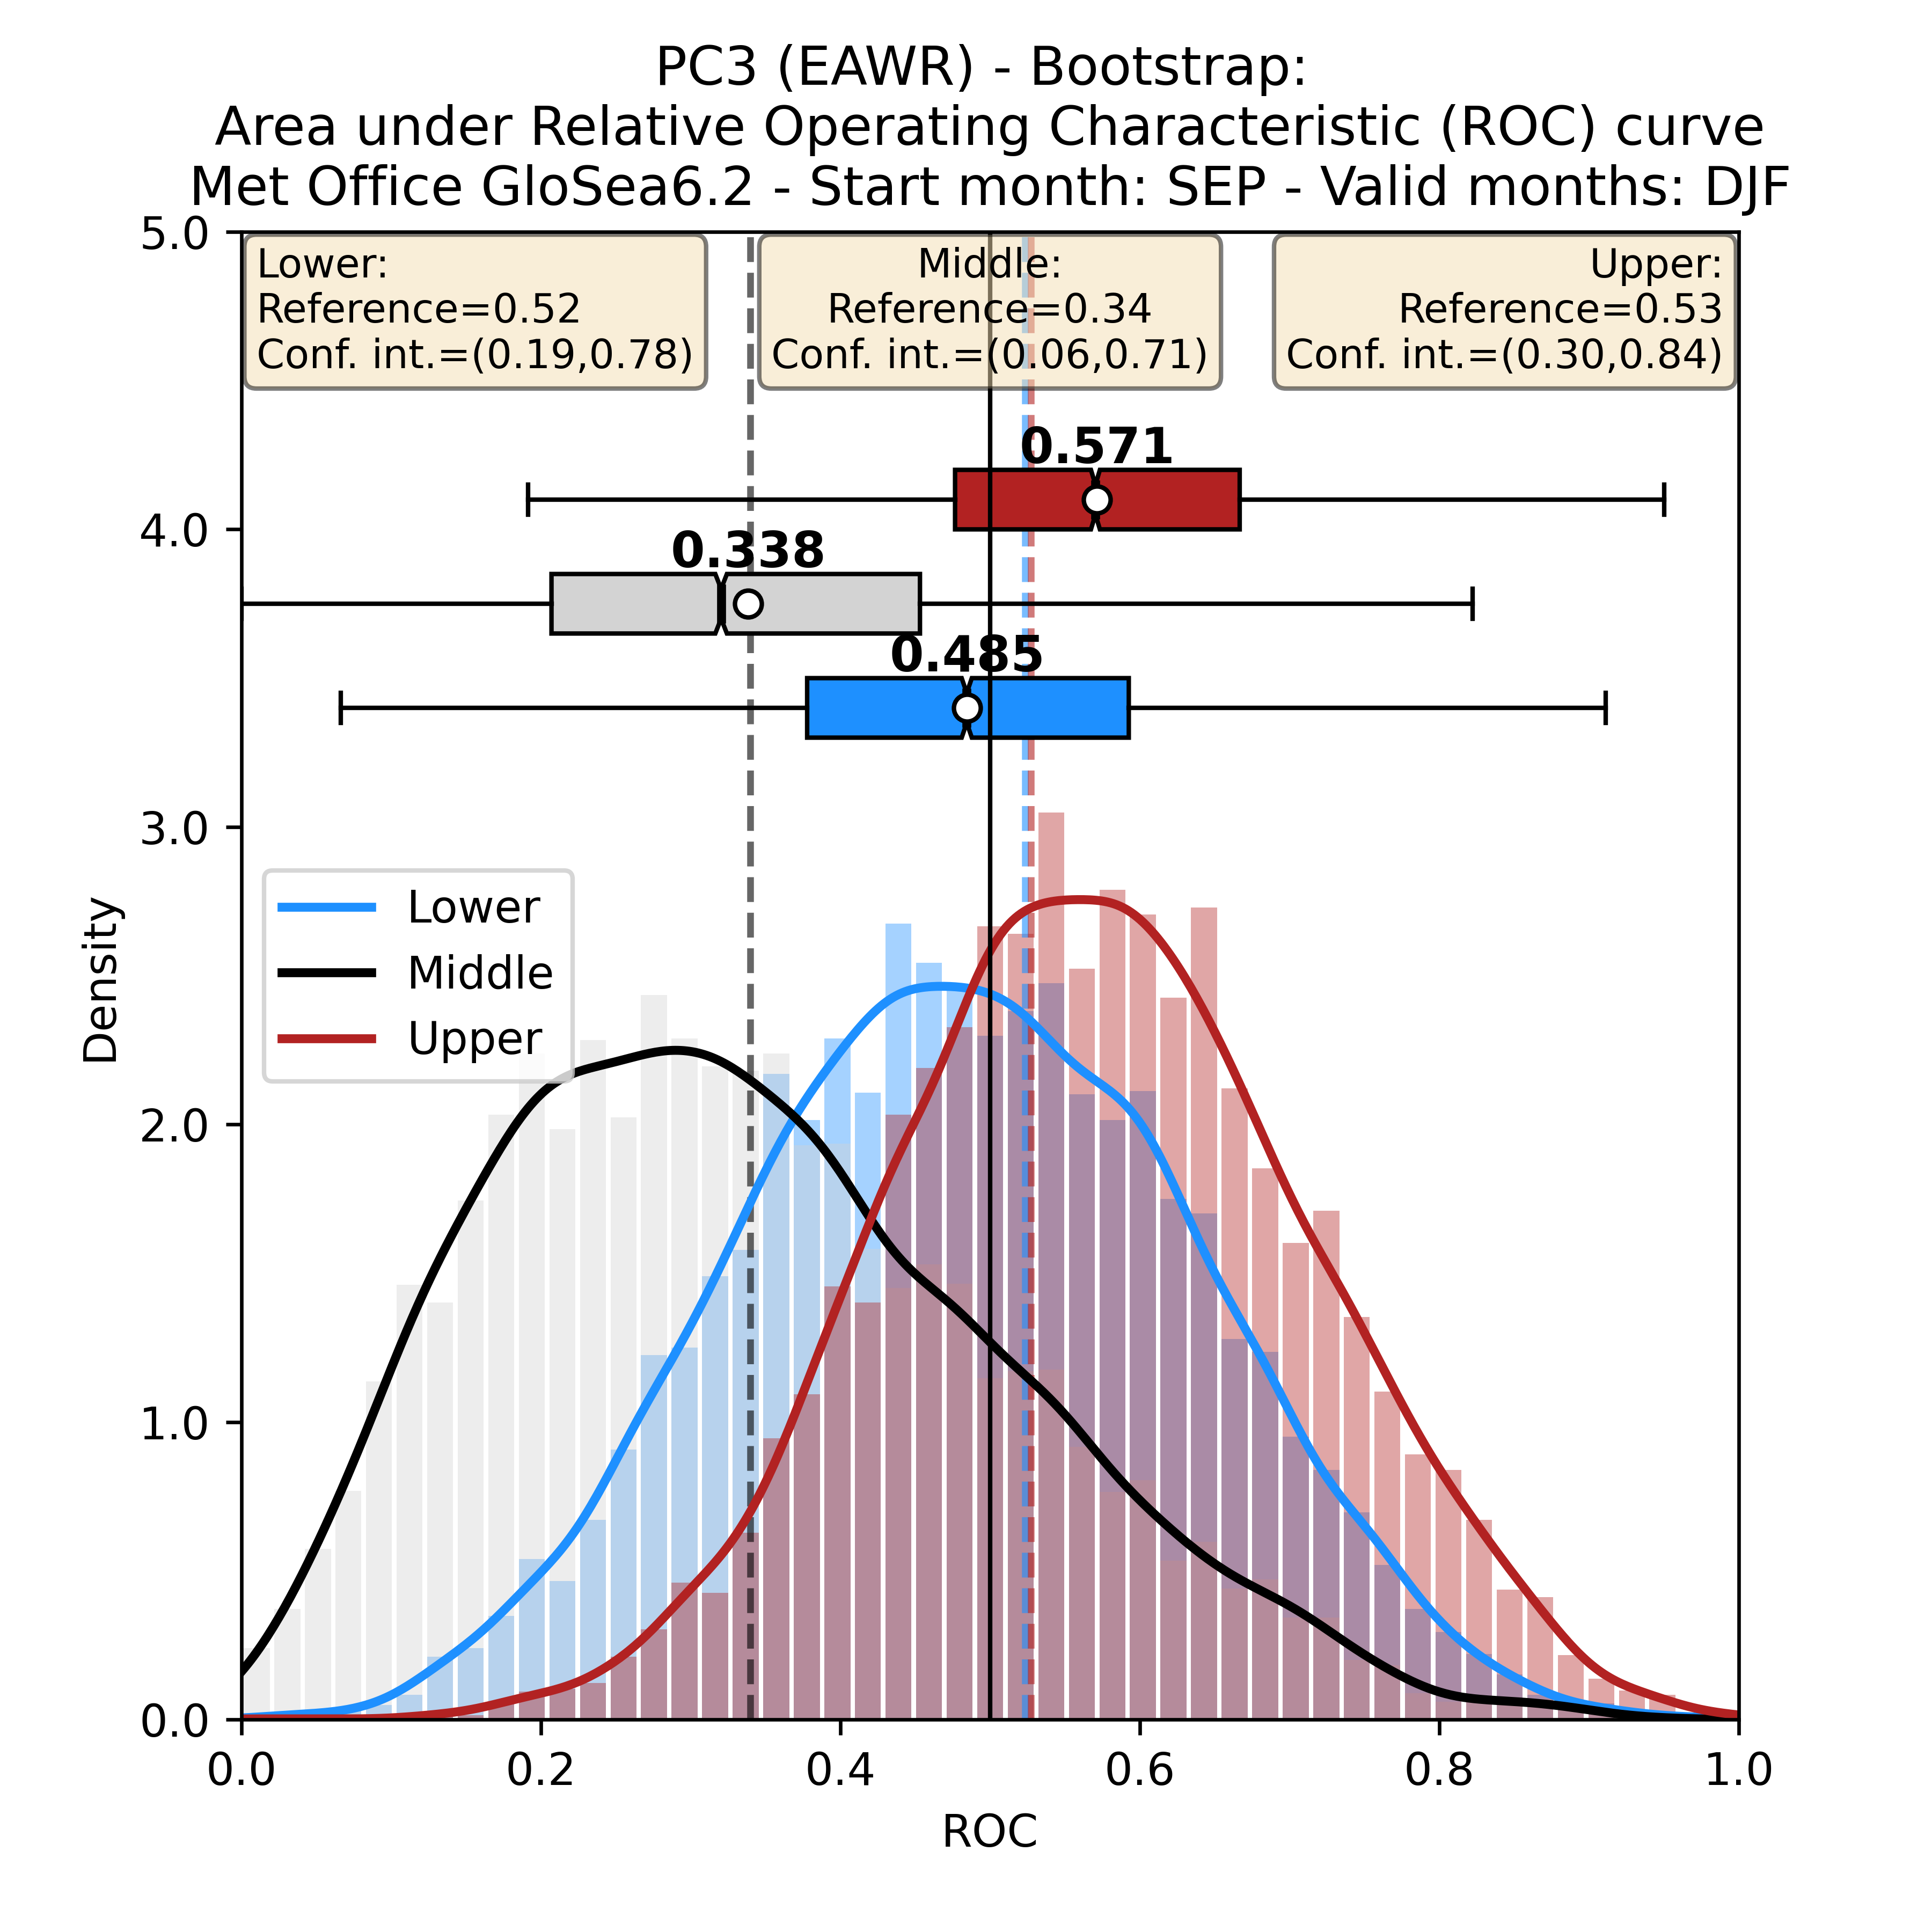 PC3 (EAWR) - Bootstrap:
Area under Relative Operating Characteristic (ROC) curve
Met Office GloSea6.2 - Start month: SEP - Valid months: DJF
Lower:
Reference=0.52
Conf. int.=(0.19,0.78)
Middle:
Reference=0.34
Conf. int.=(0.06,0.71)
Upper:
Reference=0.53
Conf. int.=(0.30,0.84)
0.571
0.338
0.485
Lower
Middle
Upper
5.0
4.0
3.0
2.0
1.0
0.0
Density
0.0 0.2 0.4 0.6 0.8 1.0
ROC